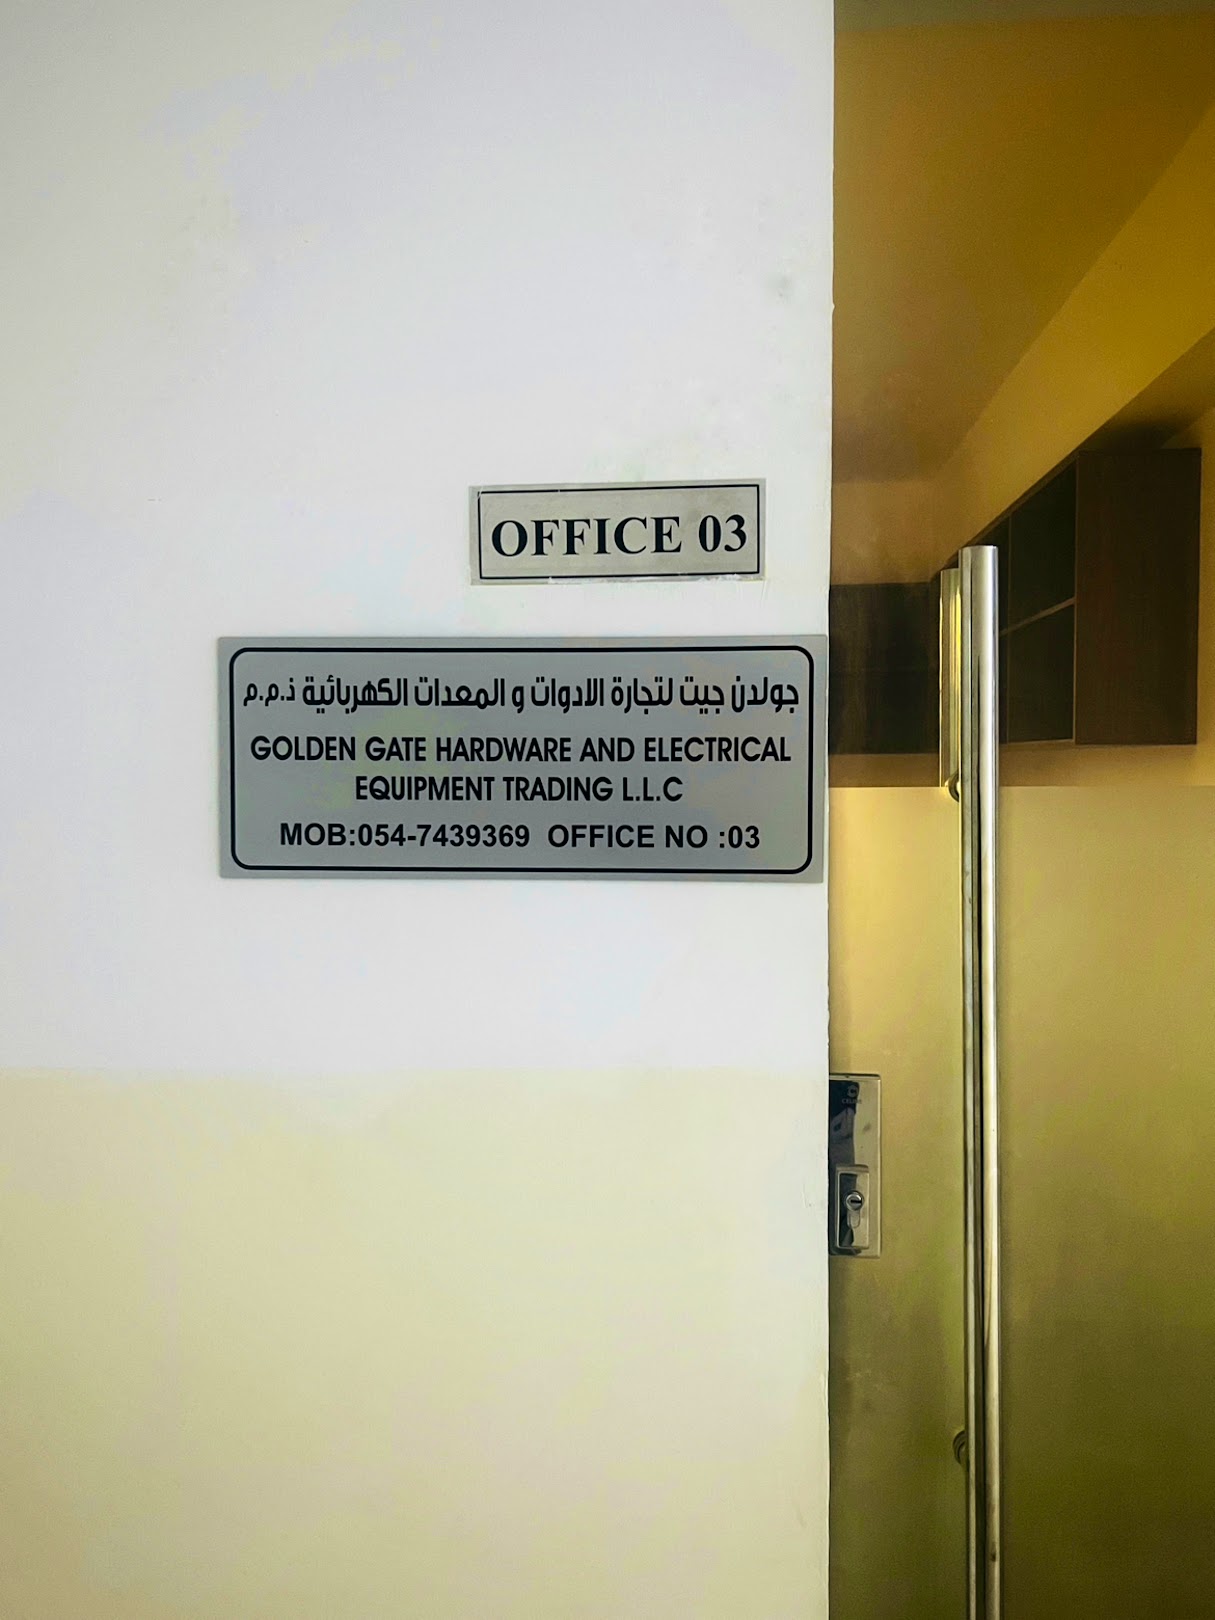 OFFICE 03
جولدن جيت لتجارة الادوات و المعدات الكهربائية ذ.م.م
GOLDEN GATE HARDWARE AND ELECTRICAL
EQUIPMENT TRADING L.L.C
MOB:054-7439369 OFFICE NO :03